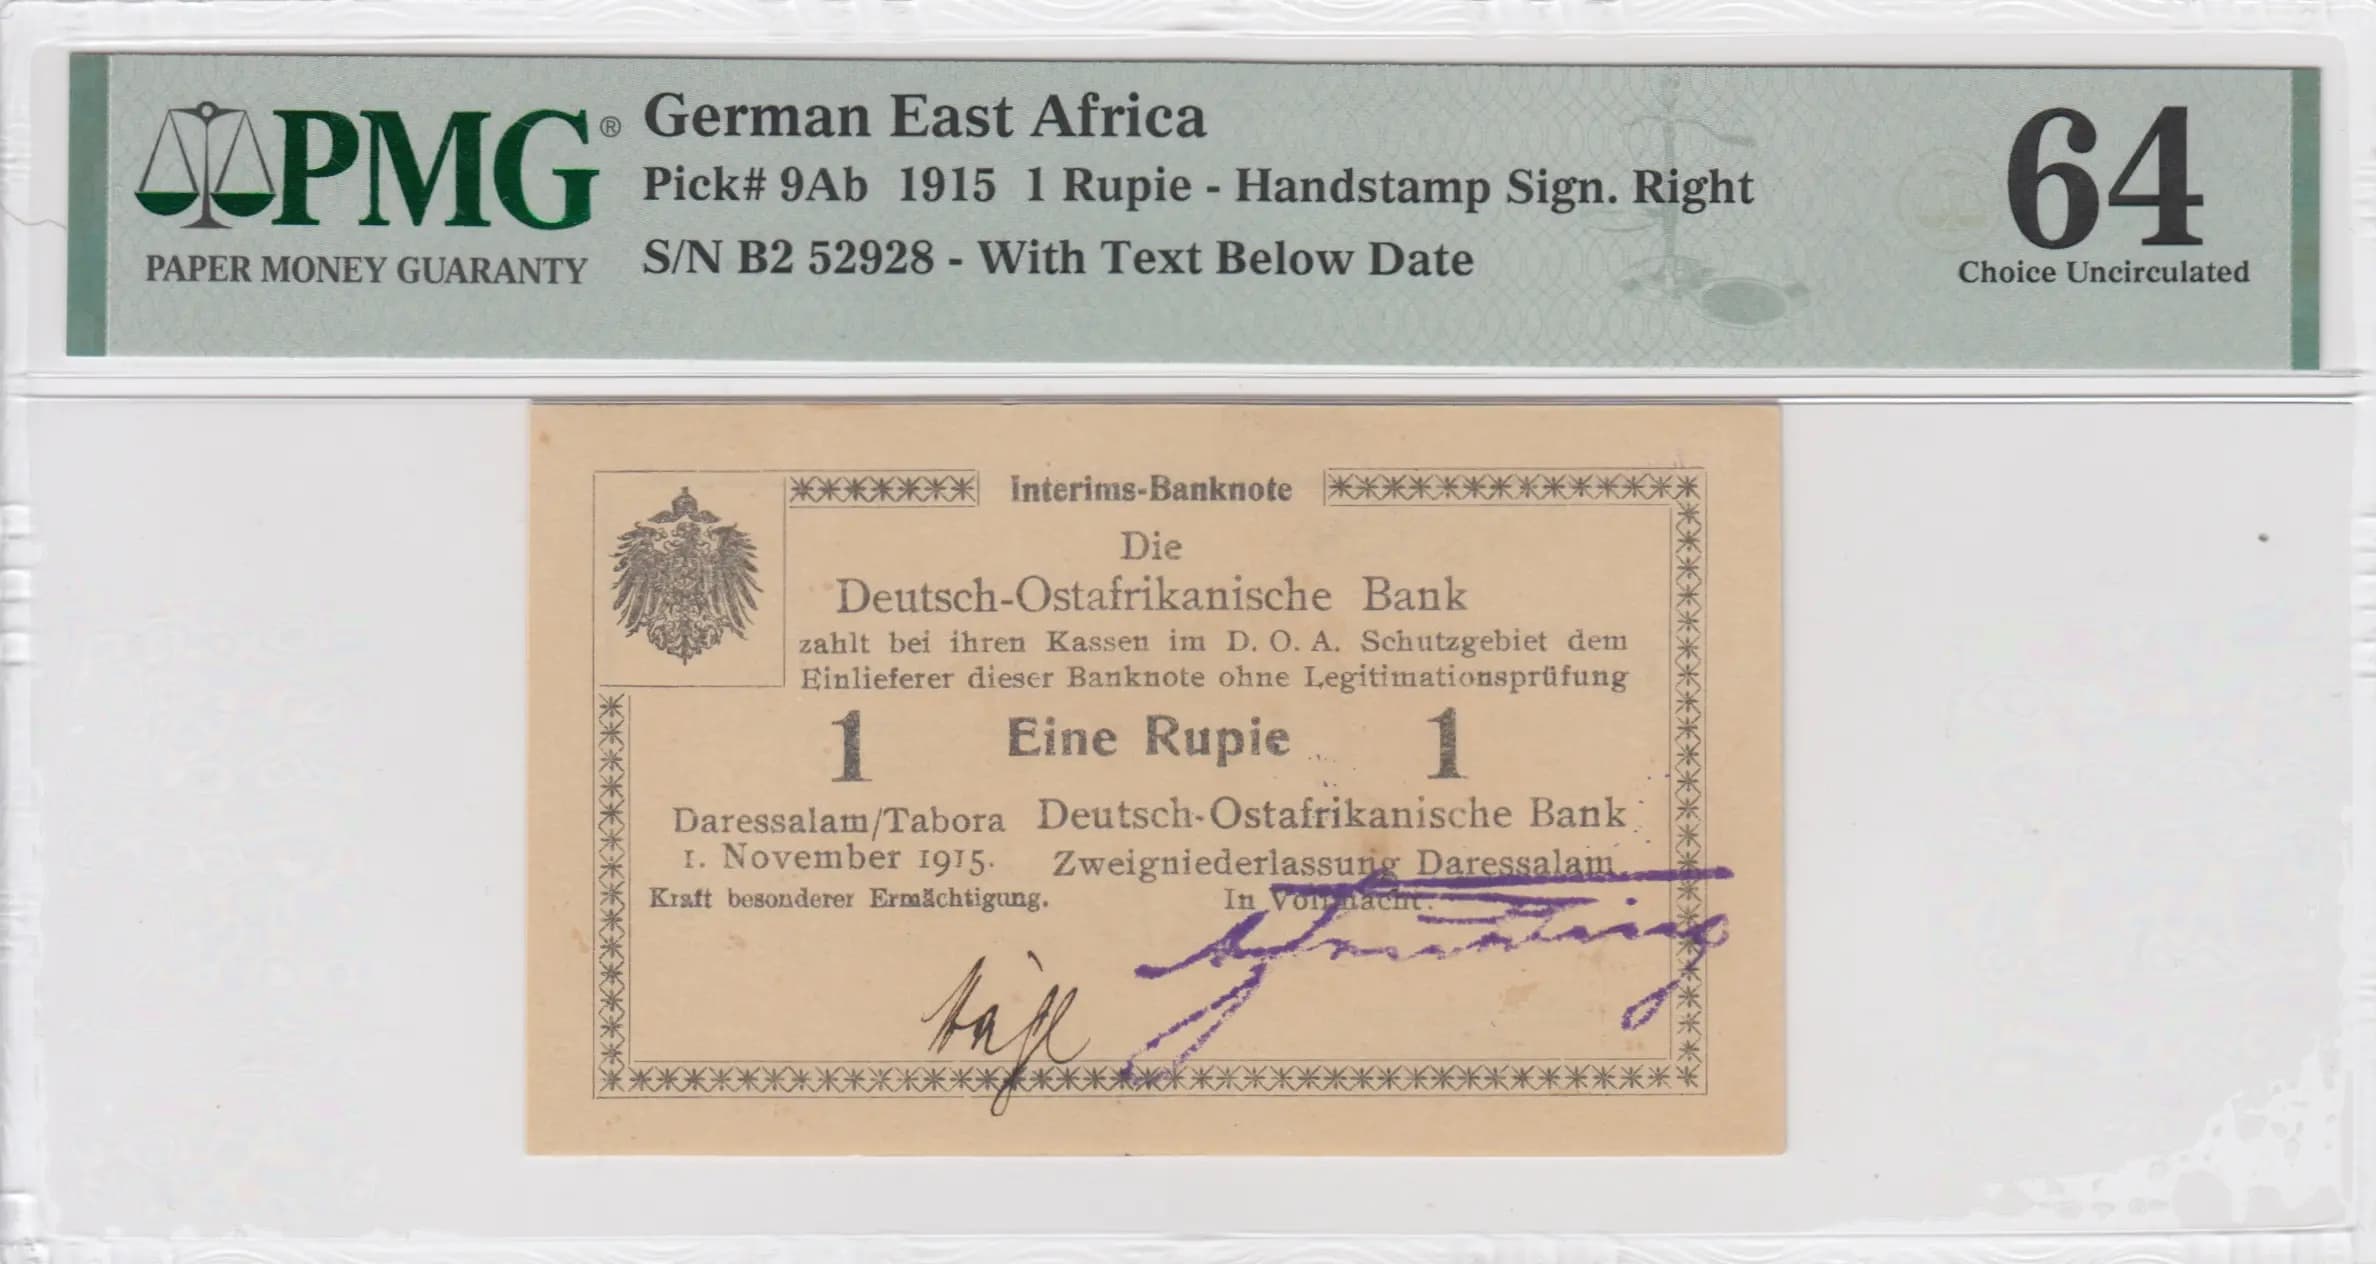 PMG®
PAPER MONEY GUARANTY
German East Africa
Pick# 9Ab 1915 1 Rupie - Handstamp Sign. Right
S/N B2 52928 - With Text Below Date
64
Choice Uncirculated
Interims-Banknote
Die
Deutsch-Ostafrikanische Bank
zahlt bei ihren Kassen im D. O. A. Schutzgebiet dem
Einlieferer dieser Banknote ohne Legitimationsprüfung
1 Eine Rupie 1
Daressalam/Tabora
1. November 1915.
Kraft besonderer Ermächtigung.
Deutsch-Ostafrikanische Bank
Zweigniederlassung Daressalam.
In Vollmacht: